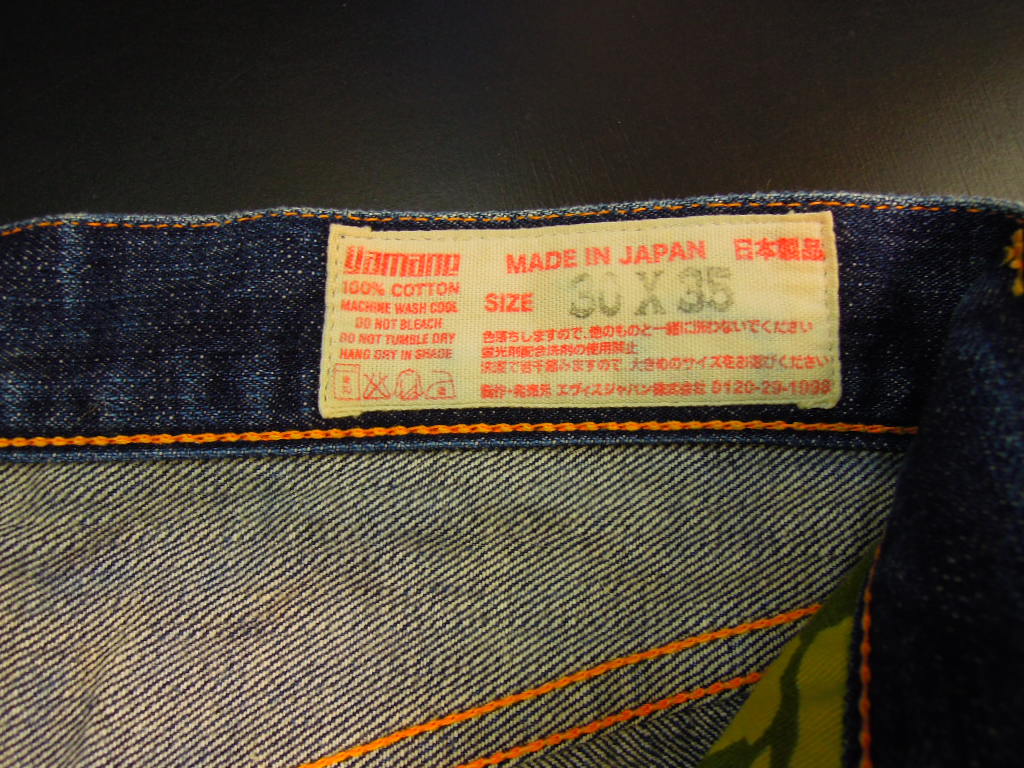 Yamane
100% COTTON
MACHINE WASH COOL
DO NOT BLEACH
DO NOT TUMBLE DRY
HANG DRY IN SHADE
MADE IN JAPAN 日本製品
SIZE 30 X 35
色落ちしますので、他のものと一緒に洗わないでください
蛍光剤配合洗剤の使用禁止
洗濯で若干縮みますので 大きめのサイズをお選びください
製作・発売元 エヴィスジャパン株式会社 0120-29-1998